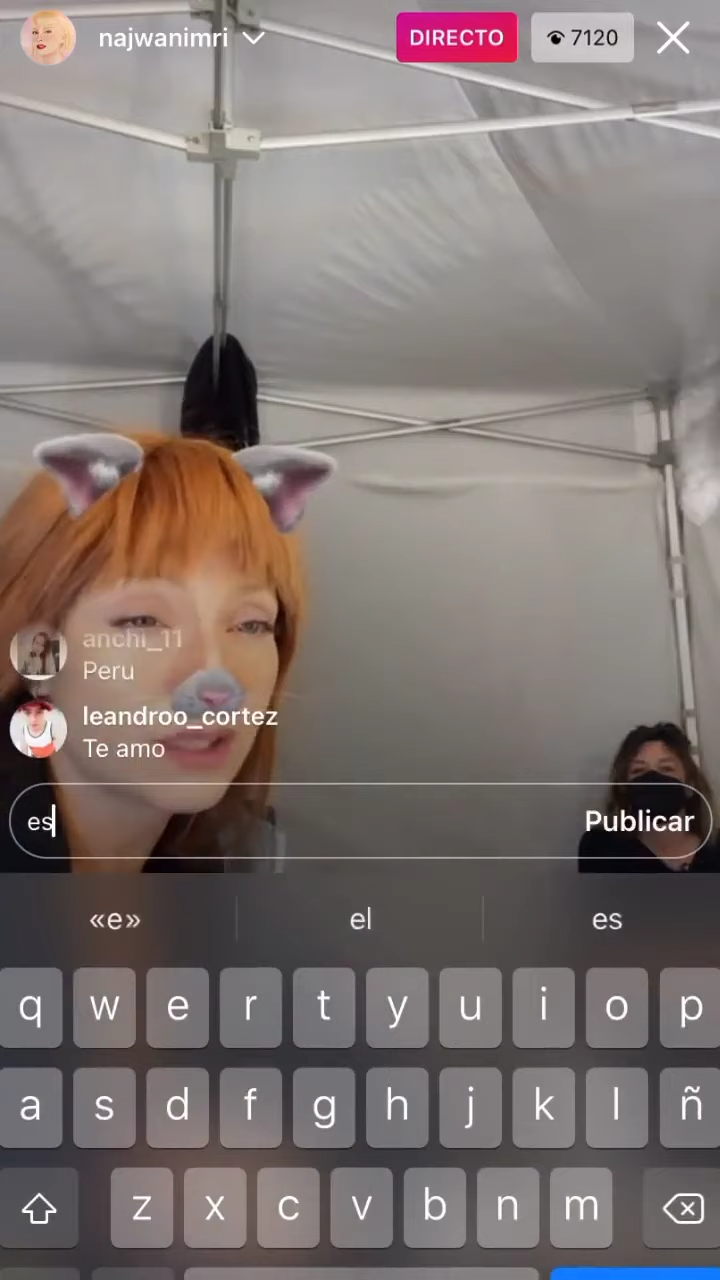 najwanimri
DIRECTO
7120
anchi_11
Peru
leandroo_cortez
Te amo
es
Publicar
«e» el es
q w e r t y u i o p
a s d f g h j k l ñ
z x c v b n m